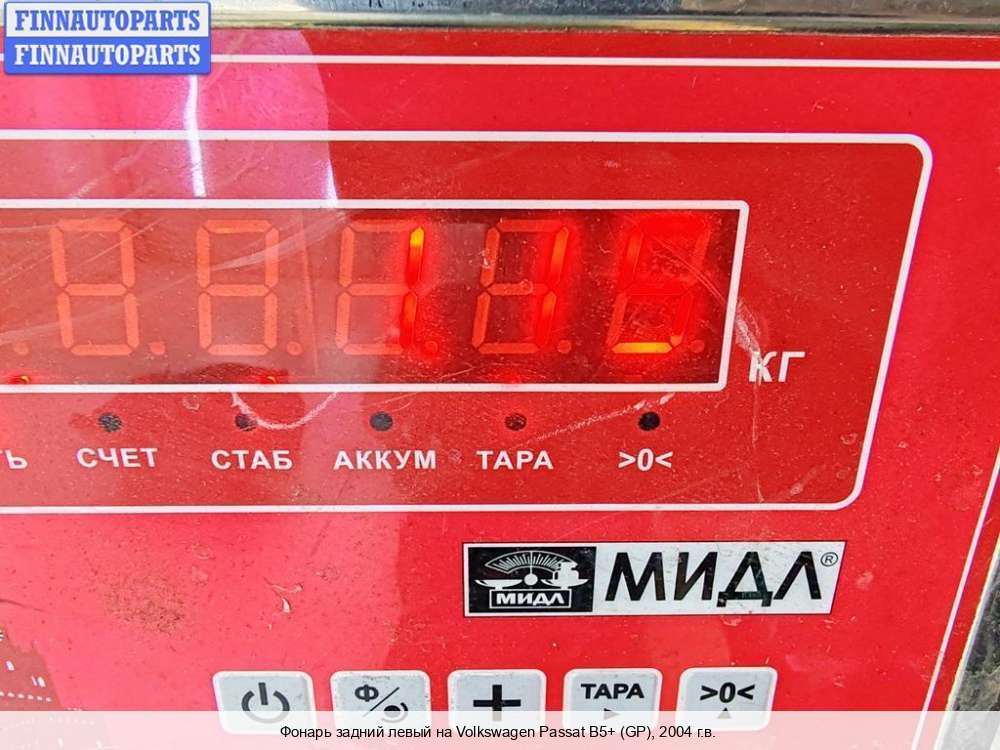 FINNAUTOPARTS
FINNAUTOPARTS
КГ
СЧЕТ СТАБ АККУМ ТАРА >0<
МИДЛ МИДЛ®
Ф ТАРА >0<
Фонарь задний левый на Volkswagen Passat B5+ (GP), 2004 г.в.